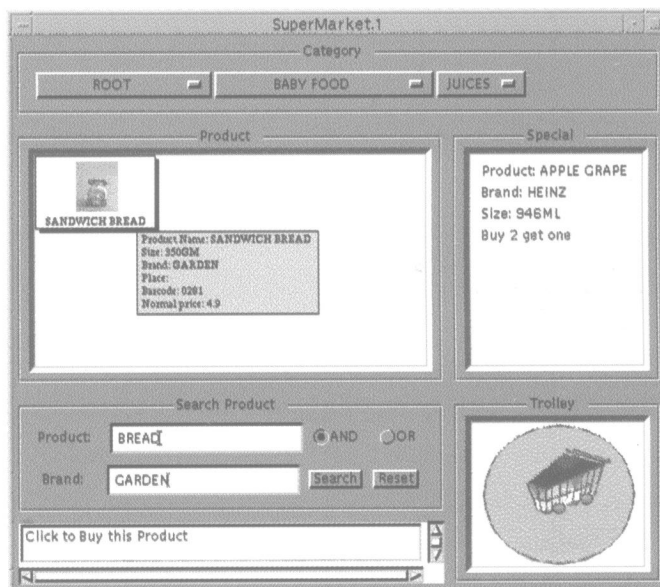 SuperMarket.1
Category
ROOT
BABY FOOD
JUICES
Product
SANDWICH BREAD
Product Name: SANDWICH BREAD
Size: 350GM
Brand: GARDEN
Place:
Barcode: 0281
Normal price: 4.9
Special
Product: APPLE GRAPE
Brand: HEINZ
Size: 946ML
Buy 2 get one
Search Product
Product: BREAD AND OR
Brand: GARDEN Search Reset
Click to Buy this Product
Trolley